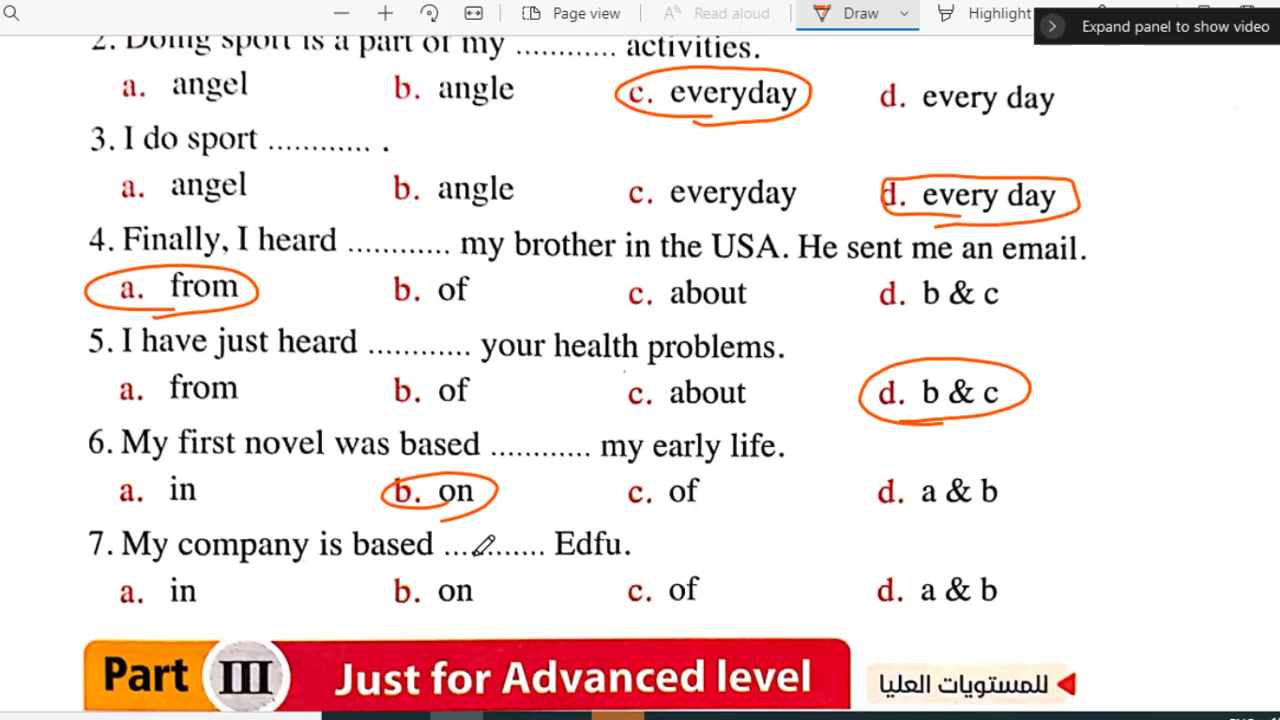 Page view
Read aloud
Draw
Highlight
Expand panel to show video
2. Doing sport is a part of my ............ activities.
a. angel b. angle c. everyday d. every day
3. I do sport ............ .
a. angel b. angle c. everyday d. every day
4. Finally, I heard ............ my brother in the USA. He sent me an email.
a. from b. of c. about d. b & c
5. I have just heard ............ your health problems.
a. from b. of c. about d. b & c
6. My first novel was based ............ my early life.
a. in b. on c. of d. a & b
7. My company is based ............ Edfu.
a. in b. on c. of d. a & b
Part III Just for Advanced level للمستويات العليا